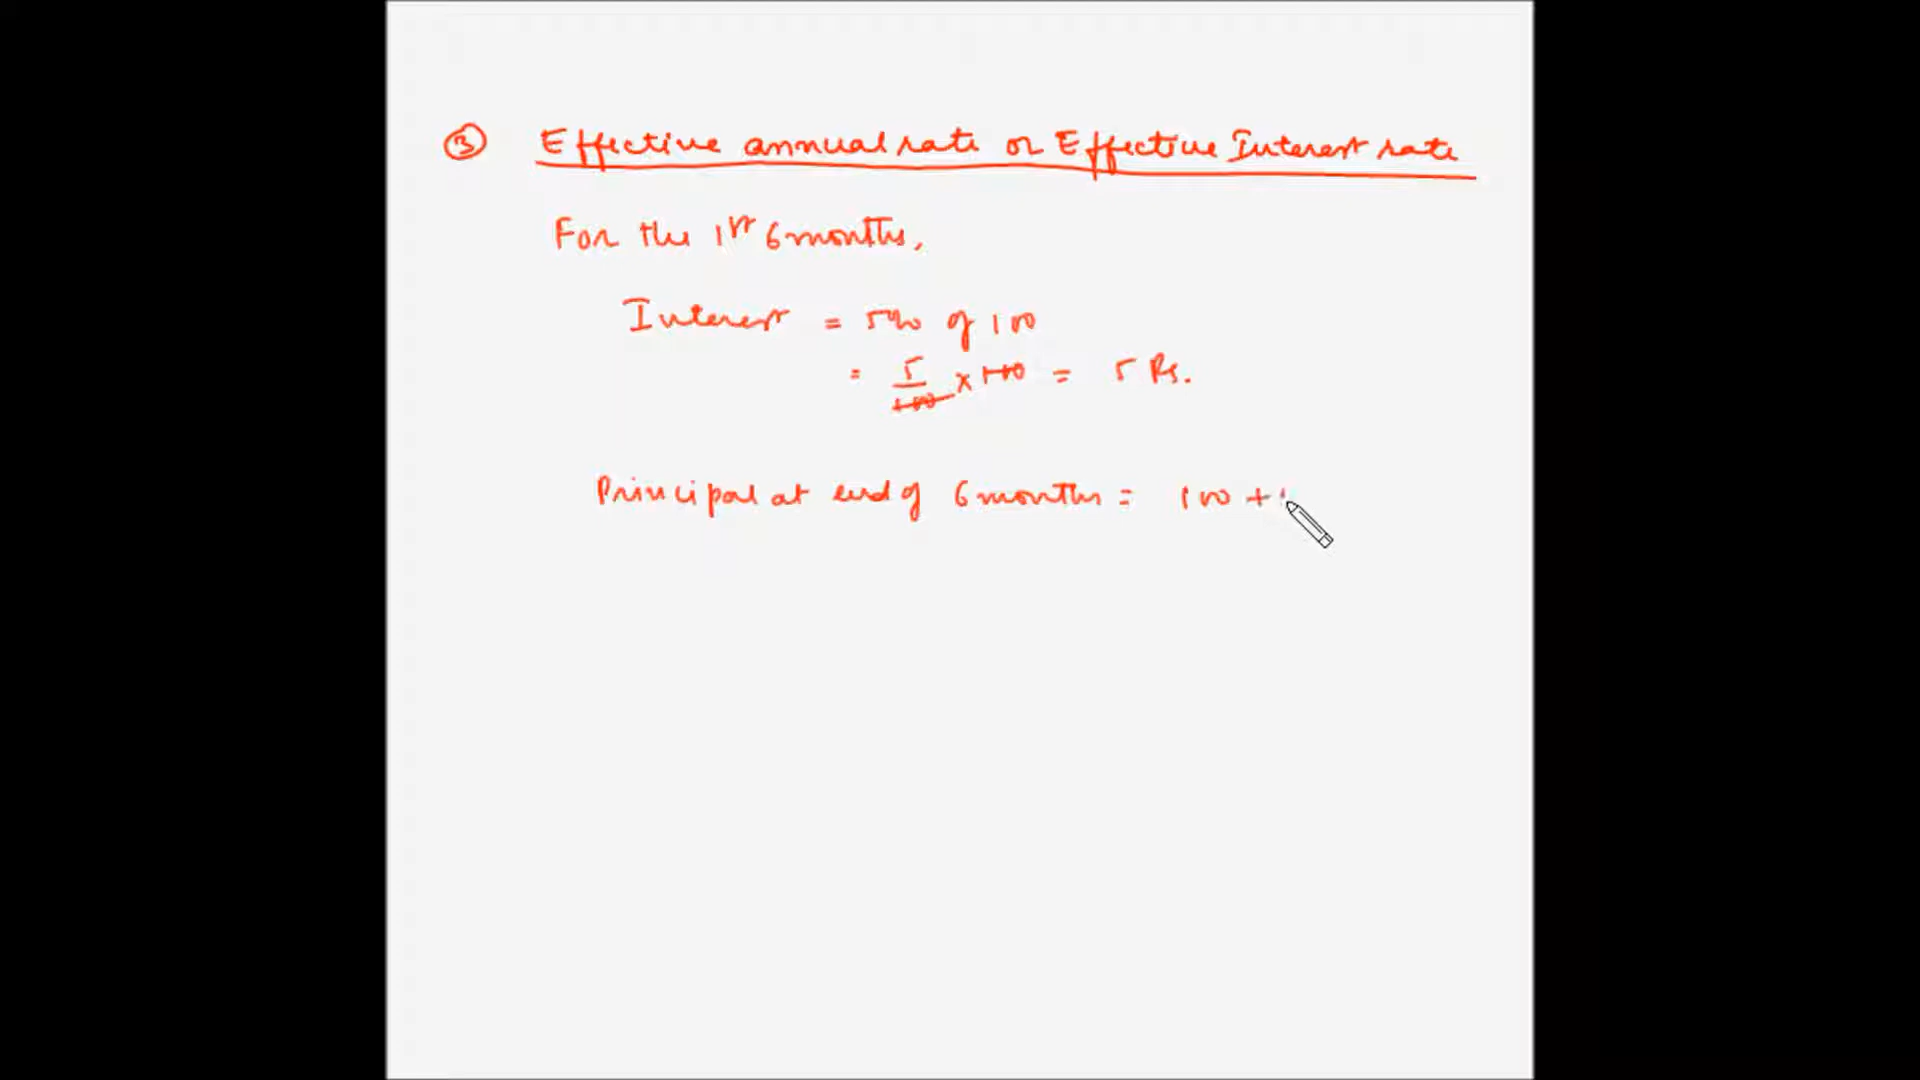 ③ Effective annual rate or Effective Interest rate
For the 1st 6 months,
Interest = 5% of 100
= 5/100 x 100 = 5 Rs.
Principal at end of 6 months = 100 +